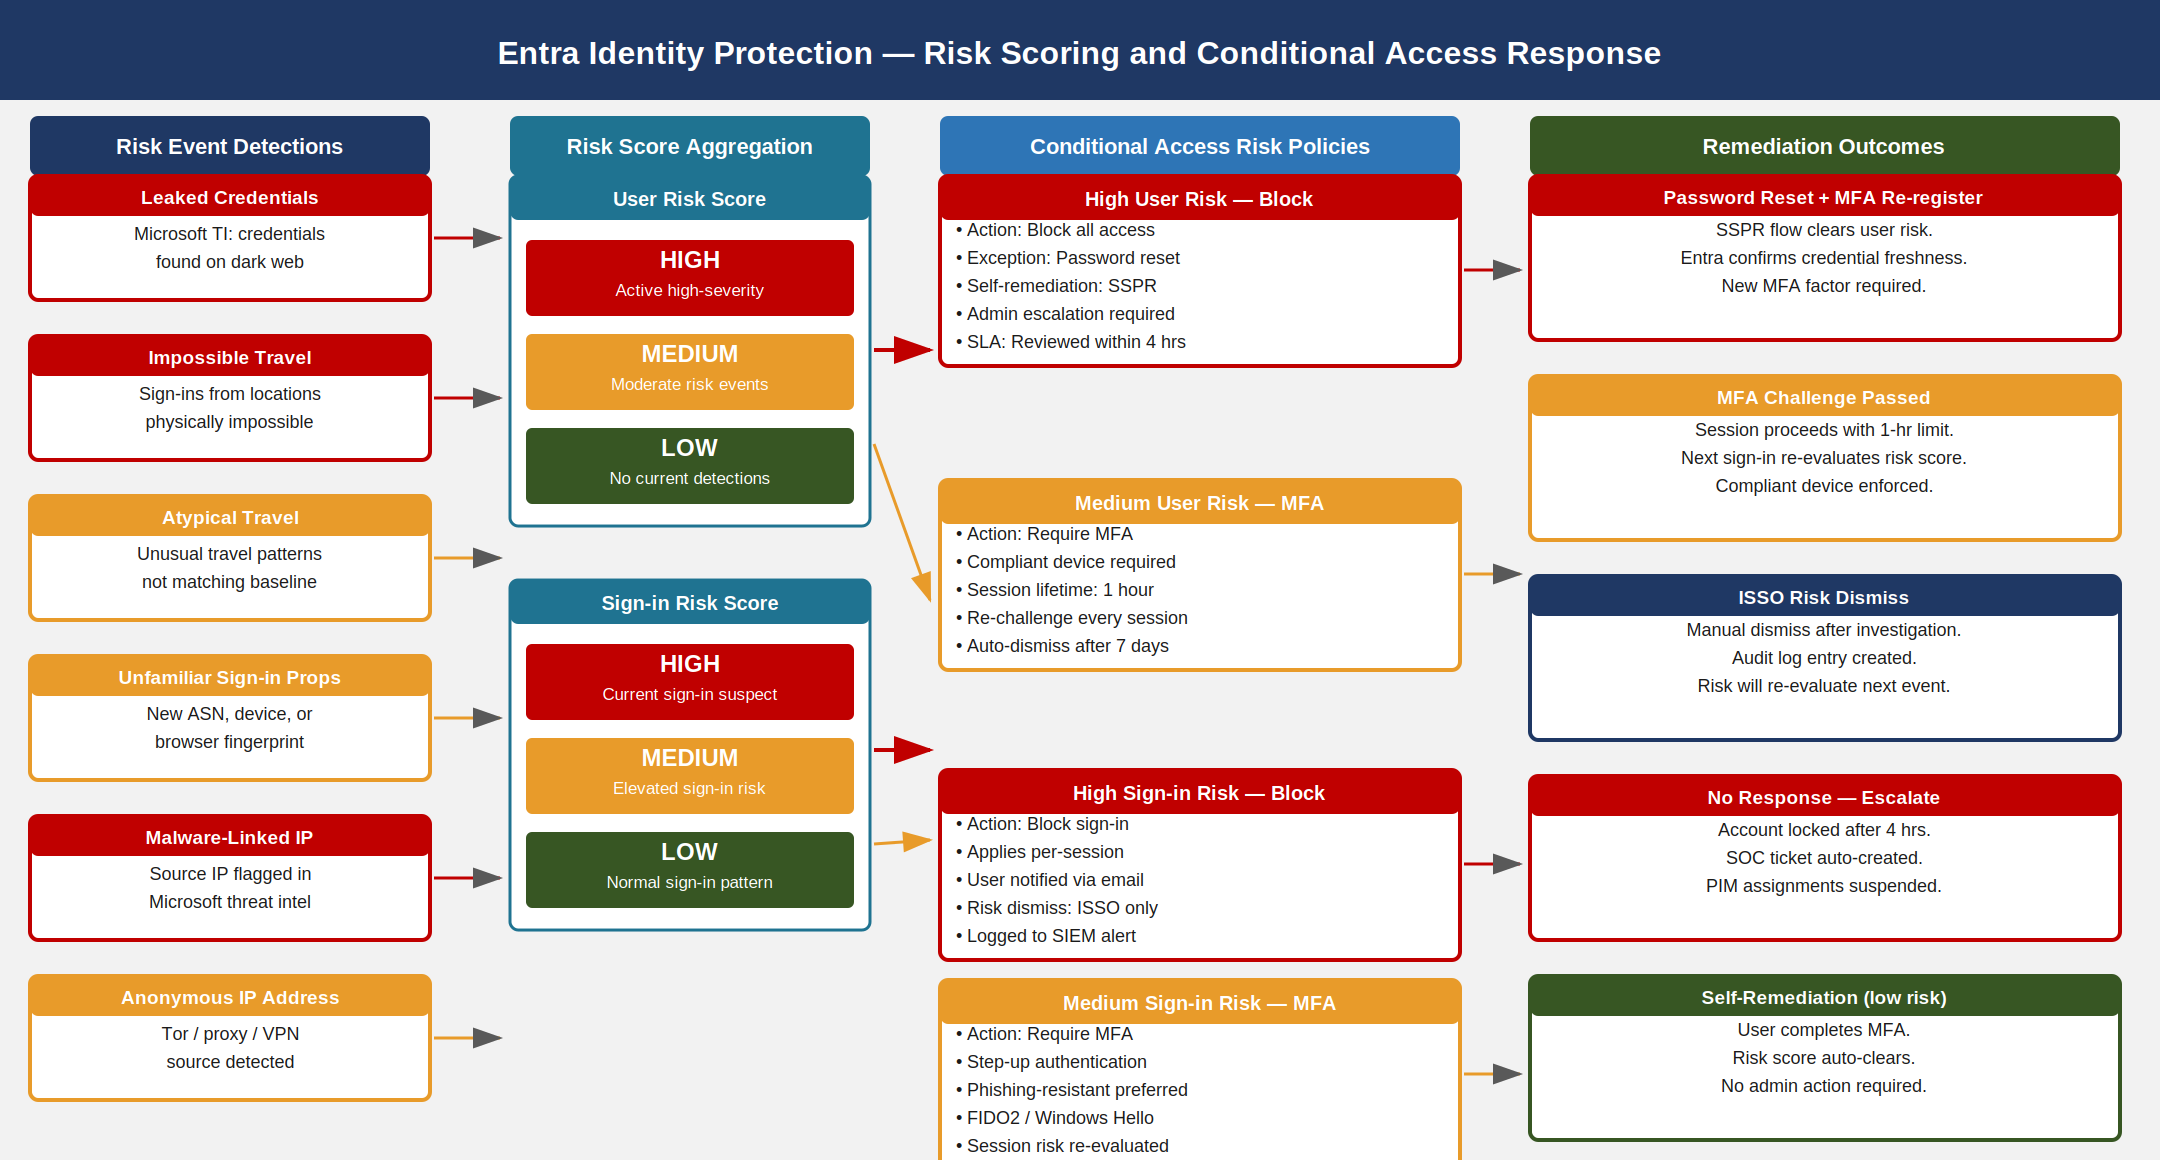 Entra Identity Protection — Risk Scoring and Conditional Access Response
Risk Event Detections
Leaked Credentials
Microsoft TI: credentials
found on dark web
Impossible Travel
Sign-ins from locations
physically impossible
Atypical Travel
Unusual travel patterns
not matching baseline
Unfamiliar Sign-in Props
New ASN, device, or
browser fingerprint
Malware-Linked IP
Source IP flagged in
Microsoft threat intel
Anonymous IP Address
Tor / proxy / VPN
source detected
Risk Score Aggregation
User Risk Score
HIGH
Active high-severity
MEDIUM
Moderate risk events
LOW
No current detections
Sign-in Risk Score
HIGH
Current sign-in suspect
MEDIUM
Elevated sign-in risk
LOW
Normal sign-in pattern
Conditional Access Risk Policies
High User Risk — Block
• Action: Block all access
• Exception: Password reset
• Self-remediation: SSPR
• Admin escalation required
• SLA: Reviewed within 4 hrs
Medium User Risk — MFA
• Action: Require MFA
• Compliant device required
• Session lifetime: 1 hour
• Re-challenge every session
• Auto-dismiss after 7 days
High Sign-in Risk — Block
• Action: Block sign-in
• Applies per-session
• User notified via email
• Risk dismiss: ISSO only
• Logged to SIEM alert
Medium Sign-in Risk — MFA
• Action: Require MFA
• Step-up authentication
• Phishing-resistant preferred
• FIDO2 / Windows Hello
• Session risk re-evaluated
Remediation Outcomes
Password Reset + MFA Re-register
SSPR flow clears user risk.
Entra confirms credential freshness.
New MFA factor required.
MFA Challenge Passed
Session proceeds with 1-hr limit.
Next sign-in re-evaluates risk score.
Compliant device enforced.
ISSO Risk Dismiss
Manual dismiss after investigation.
Audit log entry created.
Risk will re-evaluate next event.
No Response — Escalate
Account locked after 4 hrs.
SOC ticket auto-created.
PIM assignments suspended.
Self-Remediation (low risk)
User completes MFA.
Risk score auto-clears.
No admin action required.